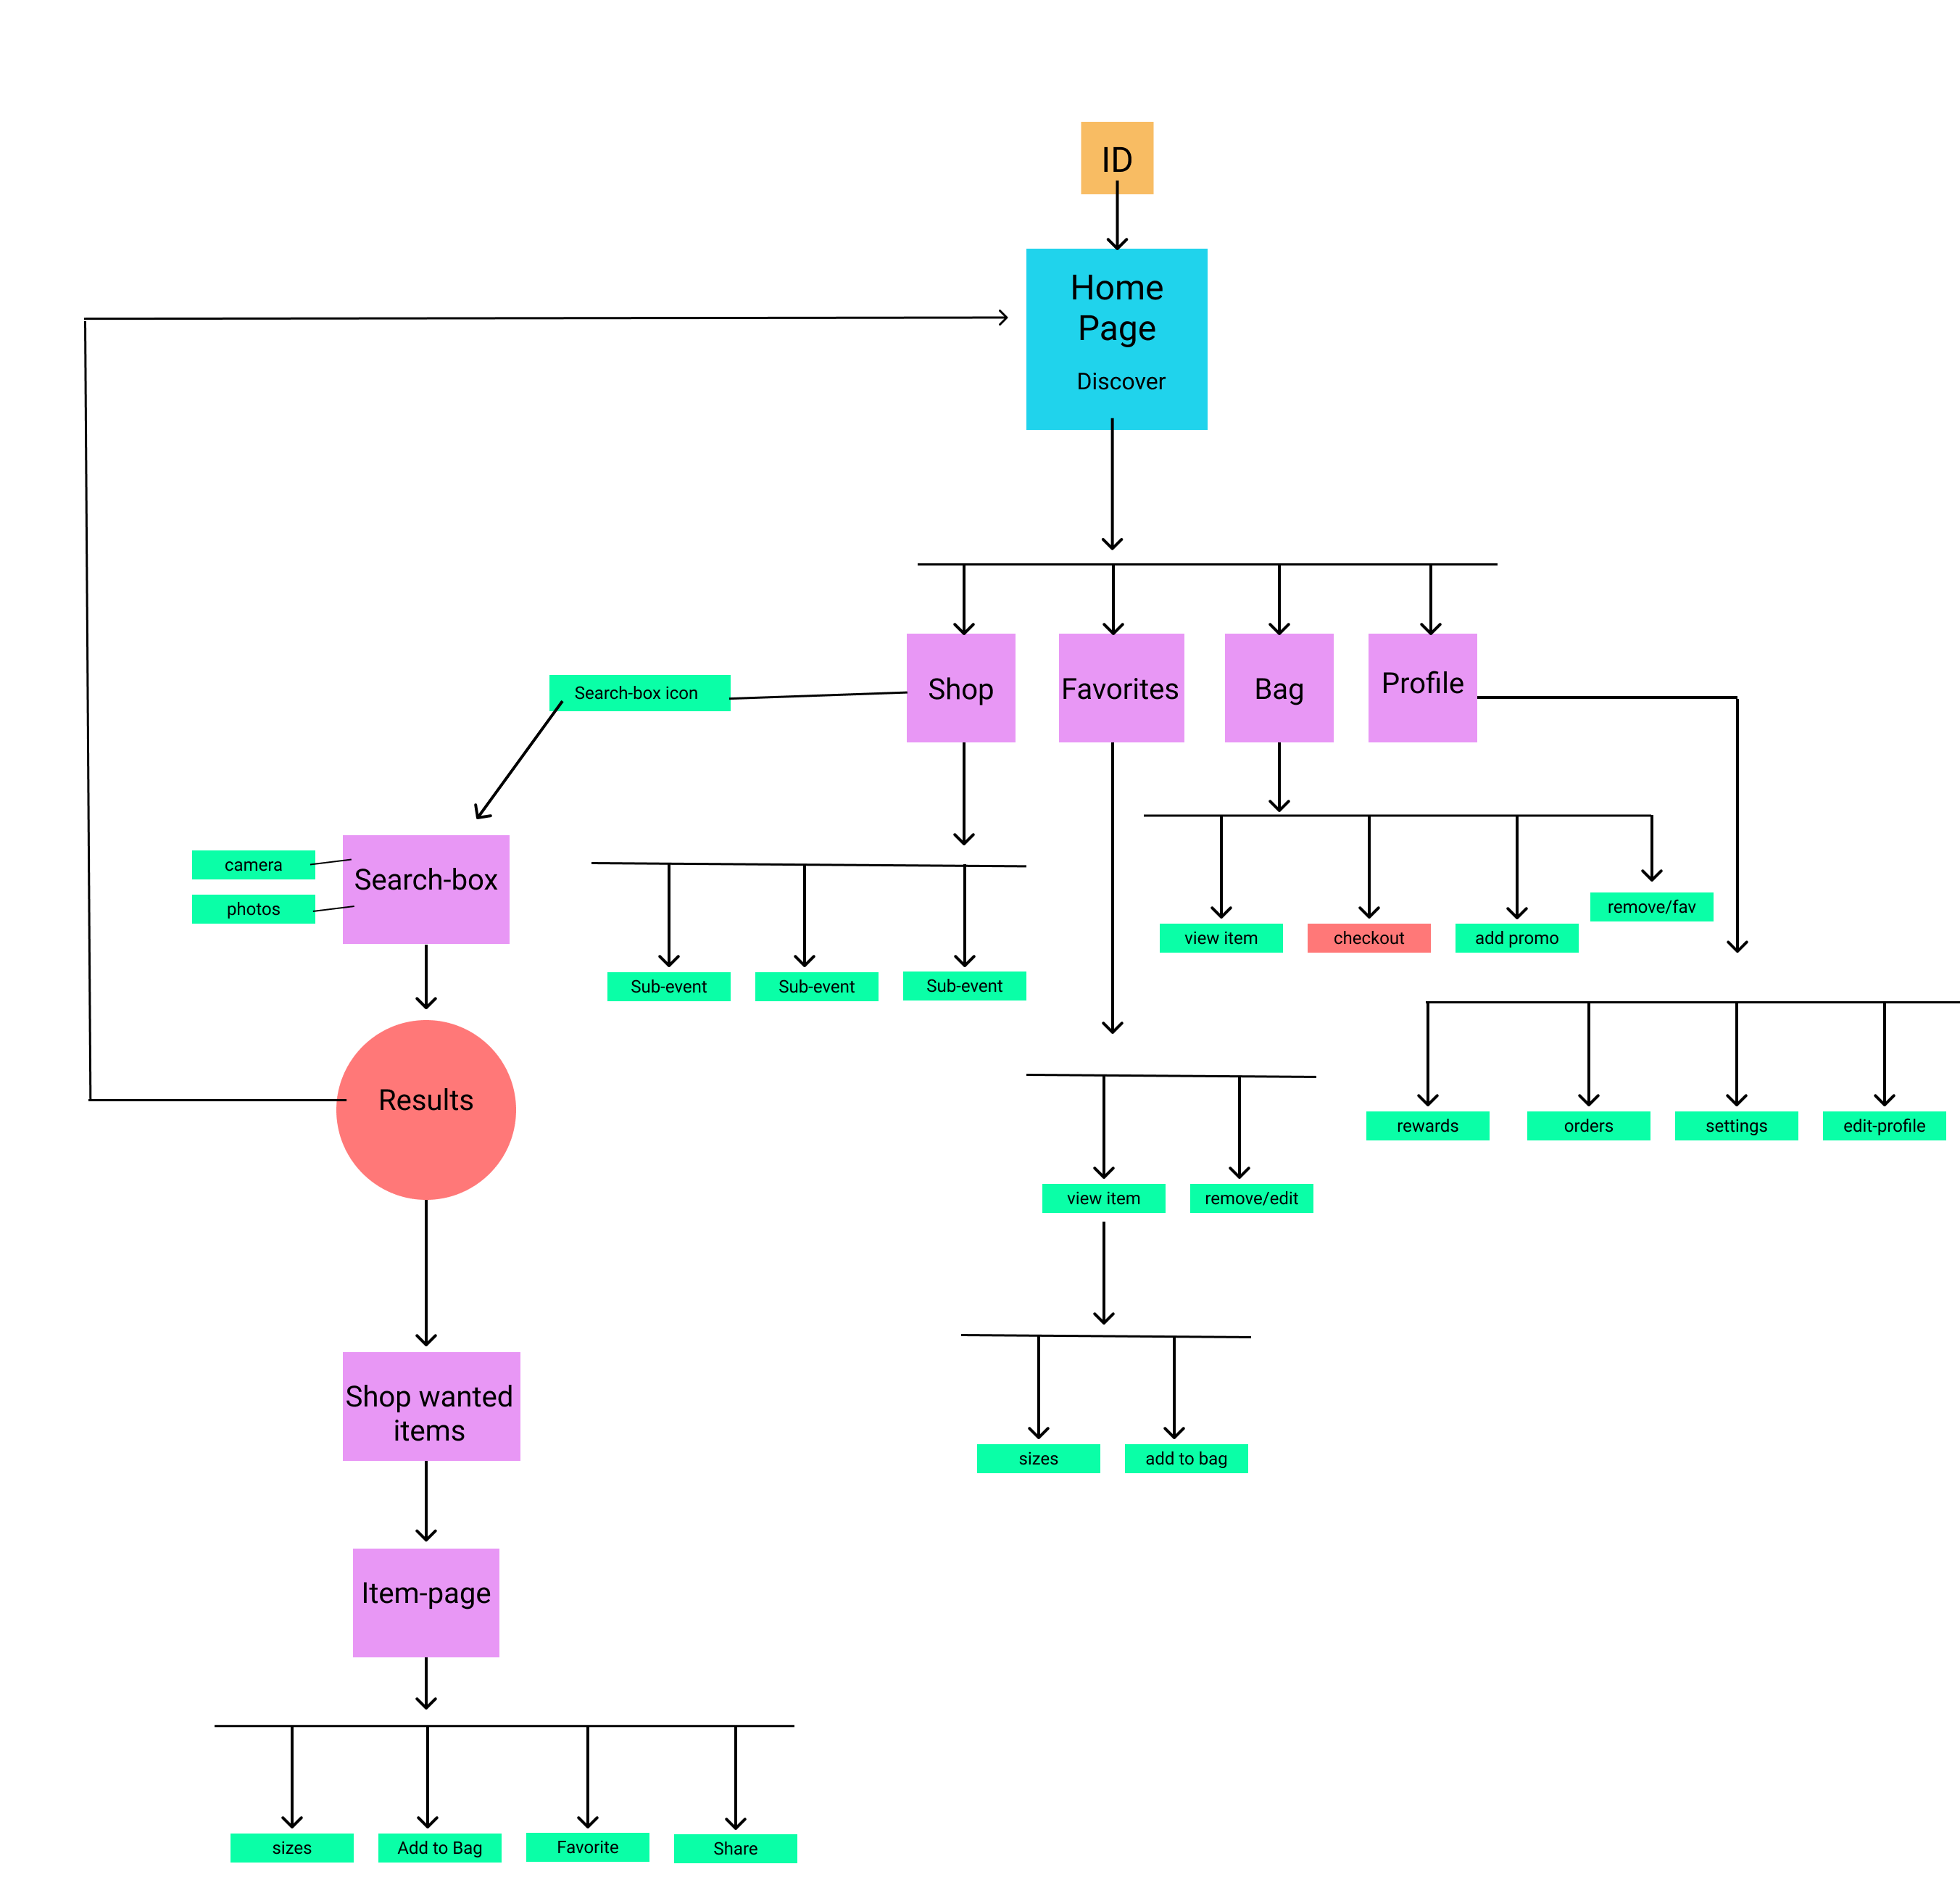 ID
Home
Page
Discover
Shop
Favorites
Bag
Profile
Search-box icon
camera
photos
Search-box
Sub-event
Sub-event
Sub-event
view item
checkout
add promo
remove/fav
Results
rewards
orders
settings
edit-profile
view item
remove/edit
Shop wanted
items
sizes
add to bag
Item-page
sizes
Add to Bag
Favorite
Share